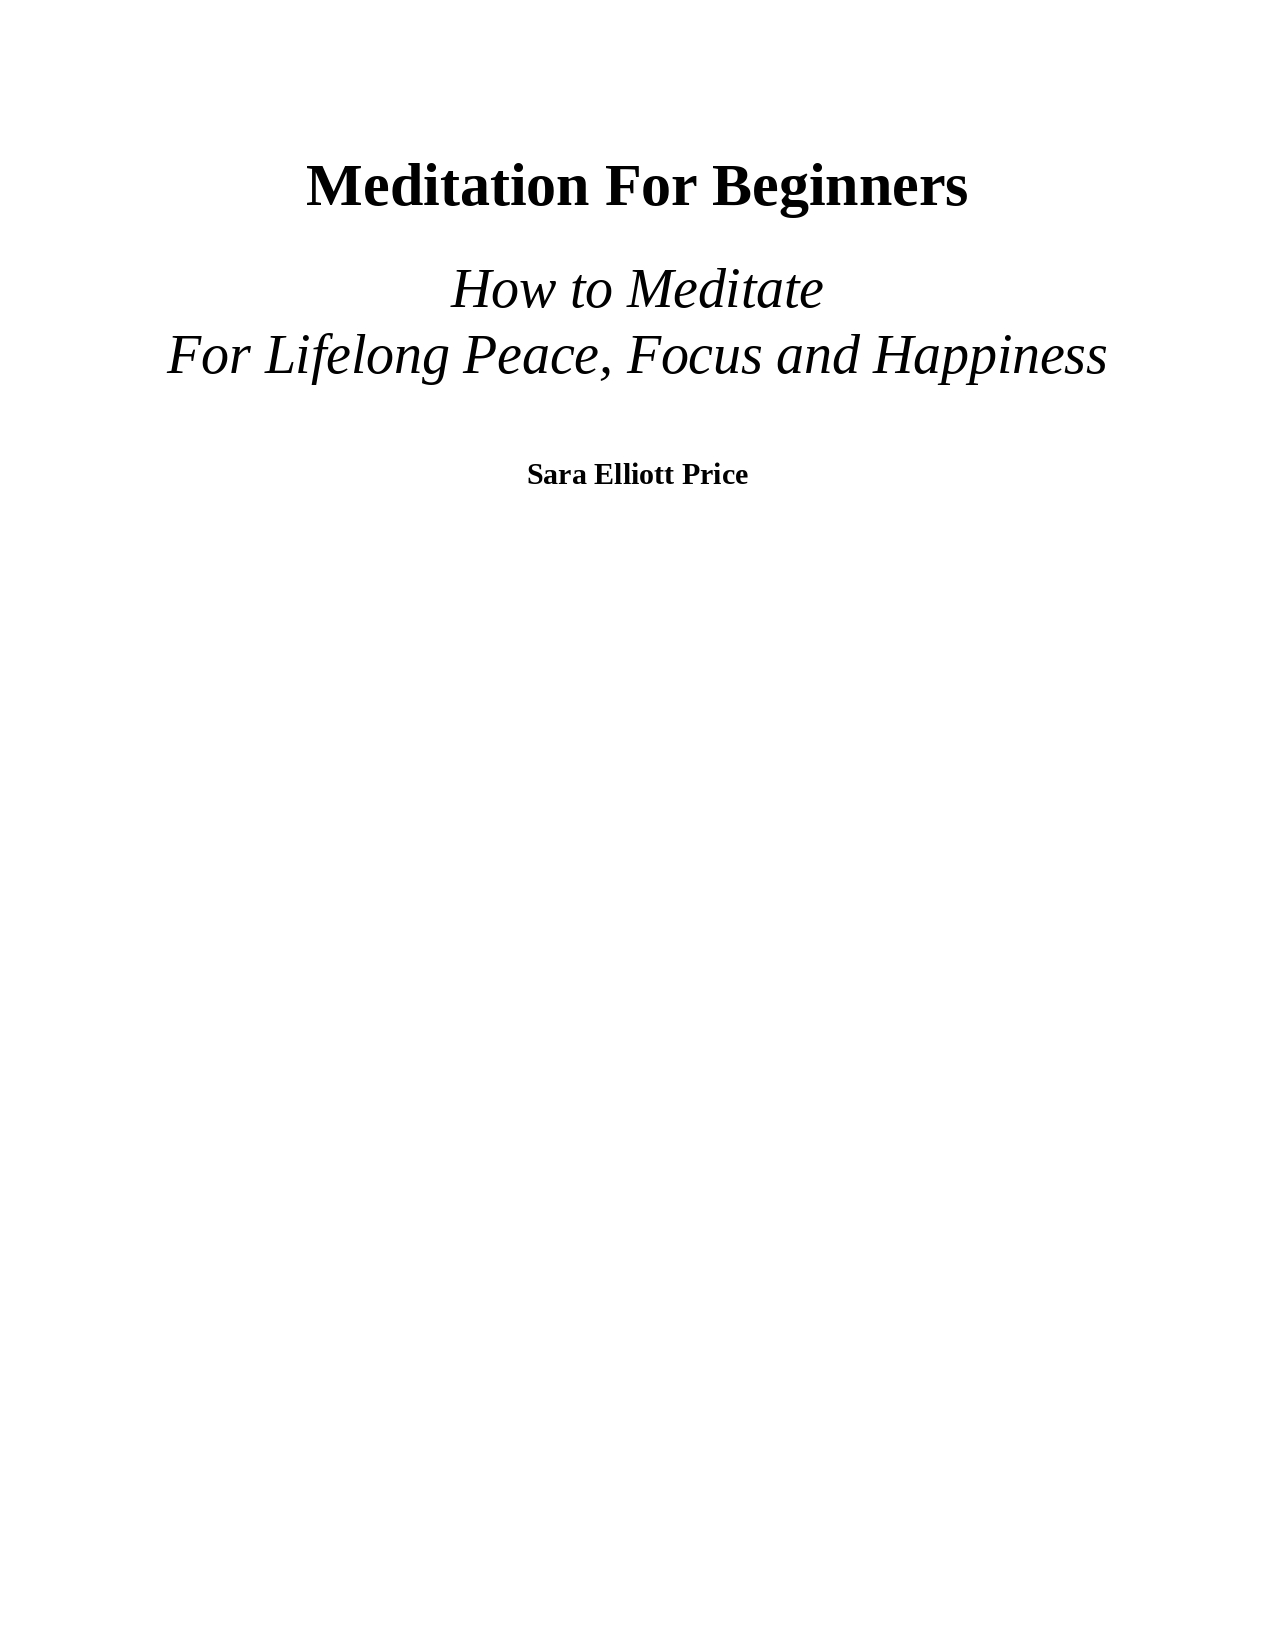 Meditation For Beginners
How to Meditate
For Lifelong Peace, Focus and Happiness
Sara Elliott Price